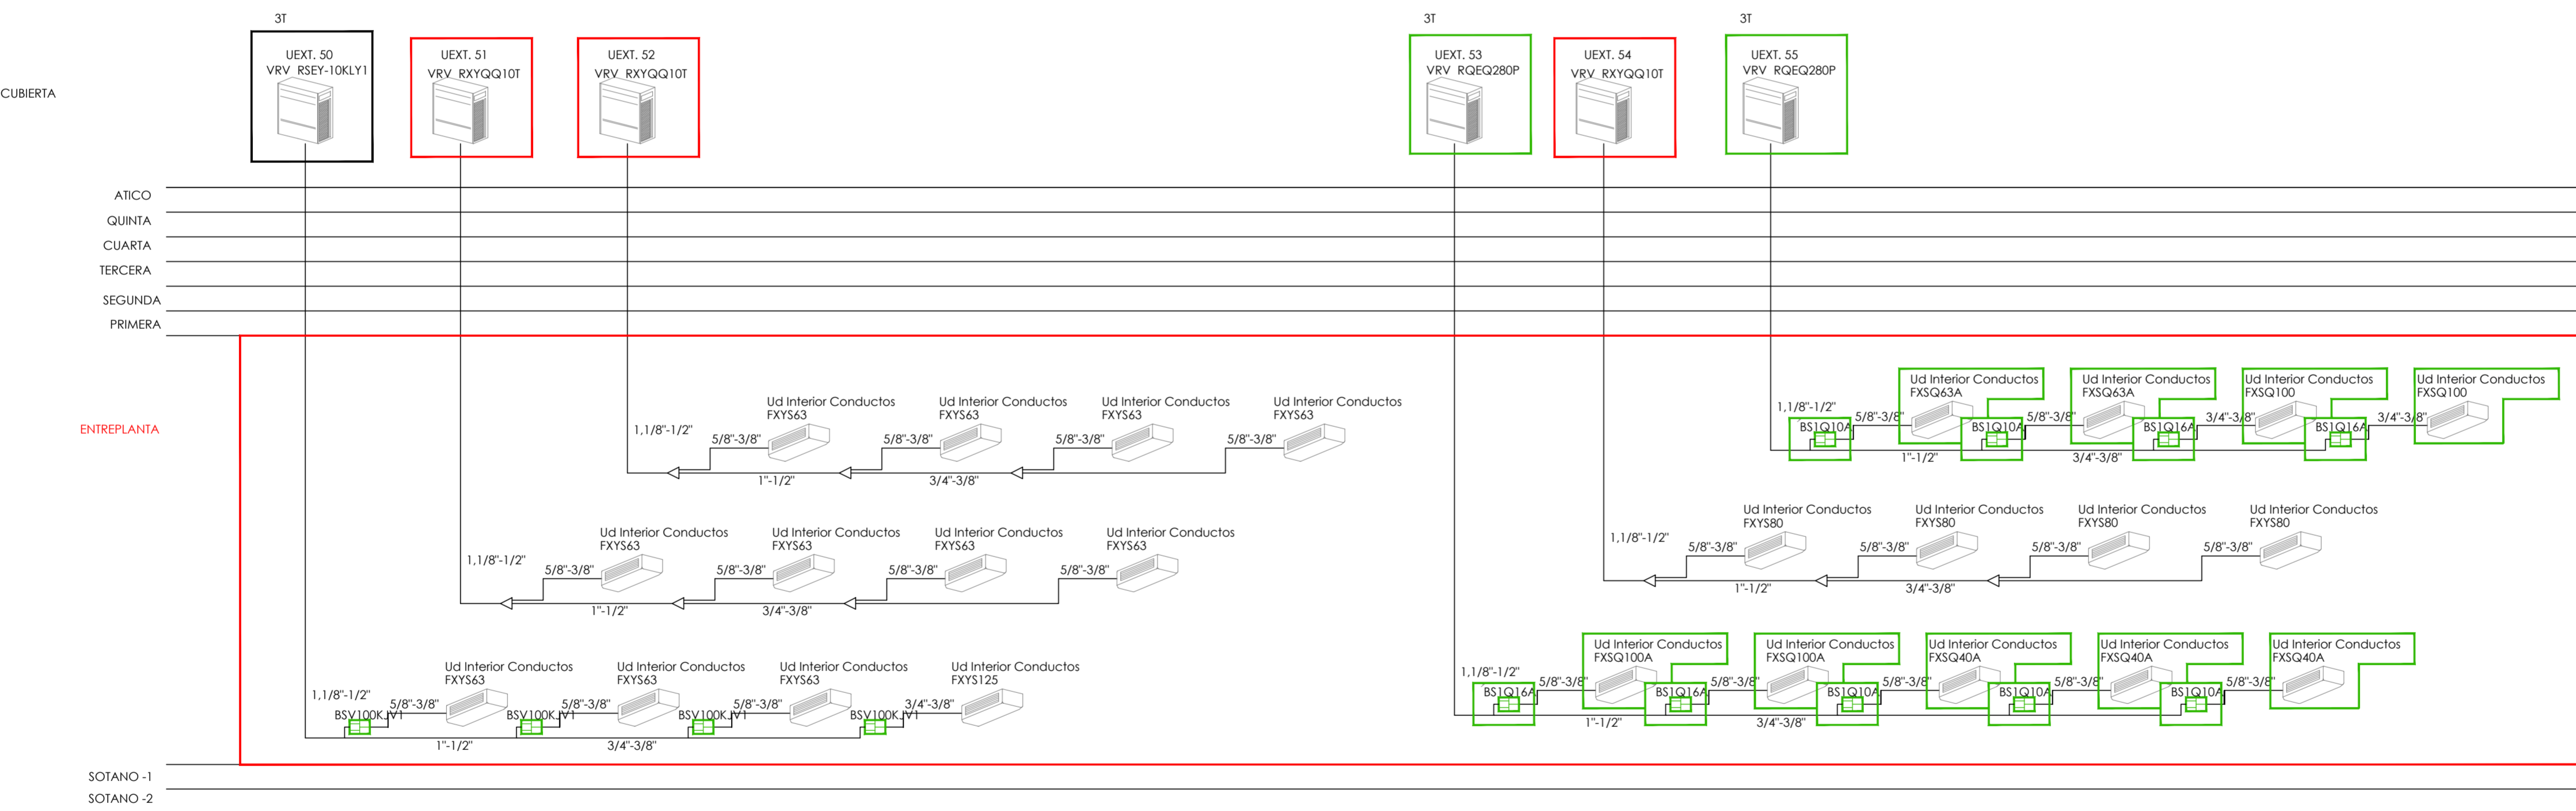 3T
3T
3T
UEXT. 50
VRV RSEY-10KLY1
UEXT. 51
VRV RXYQQ10T
UEXT. 52
VRV RXYQQ10T
UEXT. 53
VRV RQEQ280P
UEXT. 54
VRV RXYQQ10T
UEXT. 55
VRV RQEQ280P
CUBIERTA
ATICO
QUINTA
CUARTA
TERCERA
SEGUNDA
PRIMERA
ENTREPLANTA
Ud Interior Conductos
FXYS63
Ud Interior Conductos
FXYS63
Ud Interior Conductos
FXYS63
Ud Interior Conductos
FXYS63
1,1/8"-1/2"
5/8"-3/8"
5/8"-3/8"
5/8"-3/8"
5/8"-3/8"
1"-1/2"
3/4"-3/8"
Ud Interior Conductos
FXYS63
Ud Interior Conductos
FXYS63
Ud Interior Conductos
FXYS63
Ud Interior Conductos
FXYS63
1,1/8"-1/2"
5/8"-3/8"
5/8"-3/8"
5/8"-3/8"
5/8"-3/8"
1"-1/2"
3/4"-3/8"
Ud Interior Conductos
FXYS63
Ud Interior Conductos
FXYS63
Ud Interior Conductos
FXYS63
Ud Interior Conductos
FXYS125
1,1/8"-1/2"
5/8"-3/8"
5/8"-3/8"
5/8"-3/8"
3/4"-3/8"
BSV100KJV1
BSV100KJV1
BSV100KJV1
BSV100KJV1
1"-1/2"
3/4"-3/8"
Ud Interior Conductos
FXSQ63A
Ud Interior Conductos
FXSQ63A
Ud Interior Conductos
FXSQ100
Ud Interior Conductos
FXSQ100
1,1/8"-1/2"
5/8"-3/8"
5/8"-3/8"
3/4"-3/8"
3/4"-3/8"
BS1Q10A
BS1Q10A
BS1Q16A
BS1Q16A
1"-1/2"
3/4"-3/8"
Ud Interior Conductos
FXYS80
Ud Interior Conductos
FXYS80
Ud Interior Conductos
FXYS80
Ud Interior Conductos
FXYS80
1,1/8"-1/2"
5/8"-3/8"
5/8"-3/8"
5/8"-3/8"
5/8"-3/8"
1"-1/2"
3/4"-3/8"
Ud Interior Conductos
FXSQ100A
Ud Interior Conductos
FXSQ100A
Ud Interior Conductos
FXSQ40A
Ud Interior Conductos
FXSQ40A
Ud Interior Conductos
FXSQ40A
1,1/8"-1/2"
5/8"-3/8"
5/8"-3/8"
5/8"-3/8"
5/8"-3/8"
5/8"-3/8"
BS1Q16A
BS1Q16A
BS1Q10A
BS1Q10A
BS1Q10A
1"-1/2"
3/4"-3/8"
SOTANO -1
SOTANO -2